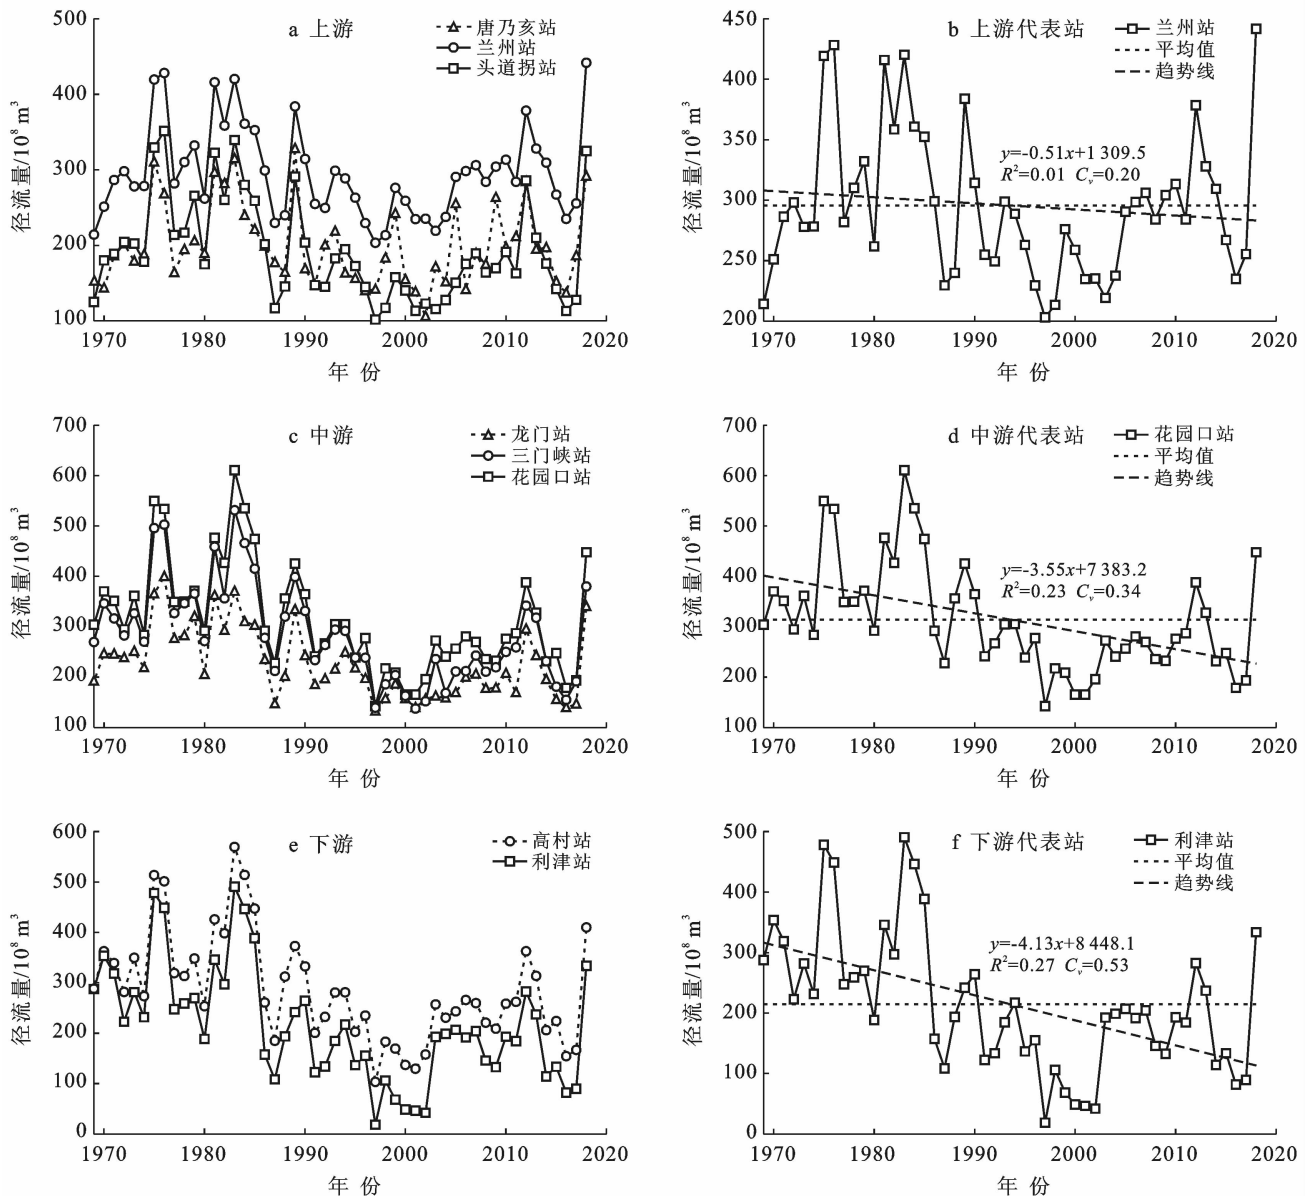 a 上游
唐乃亥站
兰州站
头道拐站
500
400
300
200
100
径流量/10⁸ m³
1970 1980 1990 2000 2010 2020
年 份
b 上游代表站
兰州站
平均值
趋势线
450
400
350
300
250
200
径流量/10⁸ m³
y=-0.51x+1 309.5
R²=0.01 Cᵥ=0.20
1970 1980 1990 2000 2010 2020
年 份
c 中游
龙门站
三门峡站
花园口站
700
600
500
400
300
200
100
径流量/10⁸ m³
1970 1980 1990 2000 2010 2020
年 份
d 中游代表站
花园口站
平均值
趋势线
700
600
500
400
300
200
100
径流量/10⁸ m³
y=-3.55x+7 383.2
R²=0.23 Cᵥ=0.34
1970 1980 1990 2000 2010 2020
年 份
e 下游
高村站
利津站
600
500
400
300
200
100
0
径流量/10⁸ m³
1970 1980 1990 2000 2010 2020
年 份
f 下游代表站
利津站
平均值
趋势线
500
400
300
200
100
0
径流量/10⁸ m³
y=-4.13x+8 448.1
R²=0.27 Cᵥ=0.53
1970 1980 1990 2000 2010 2020
年 份